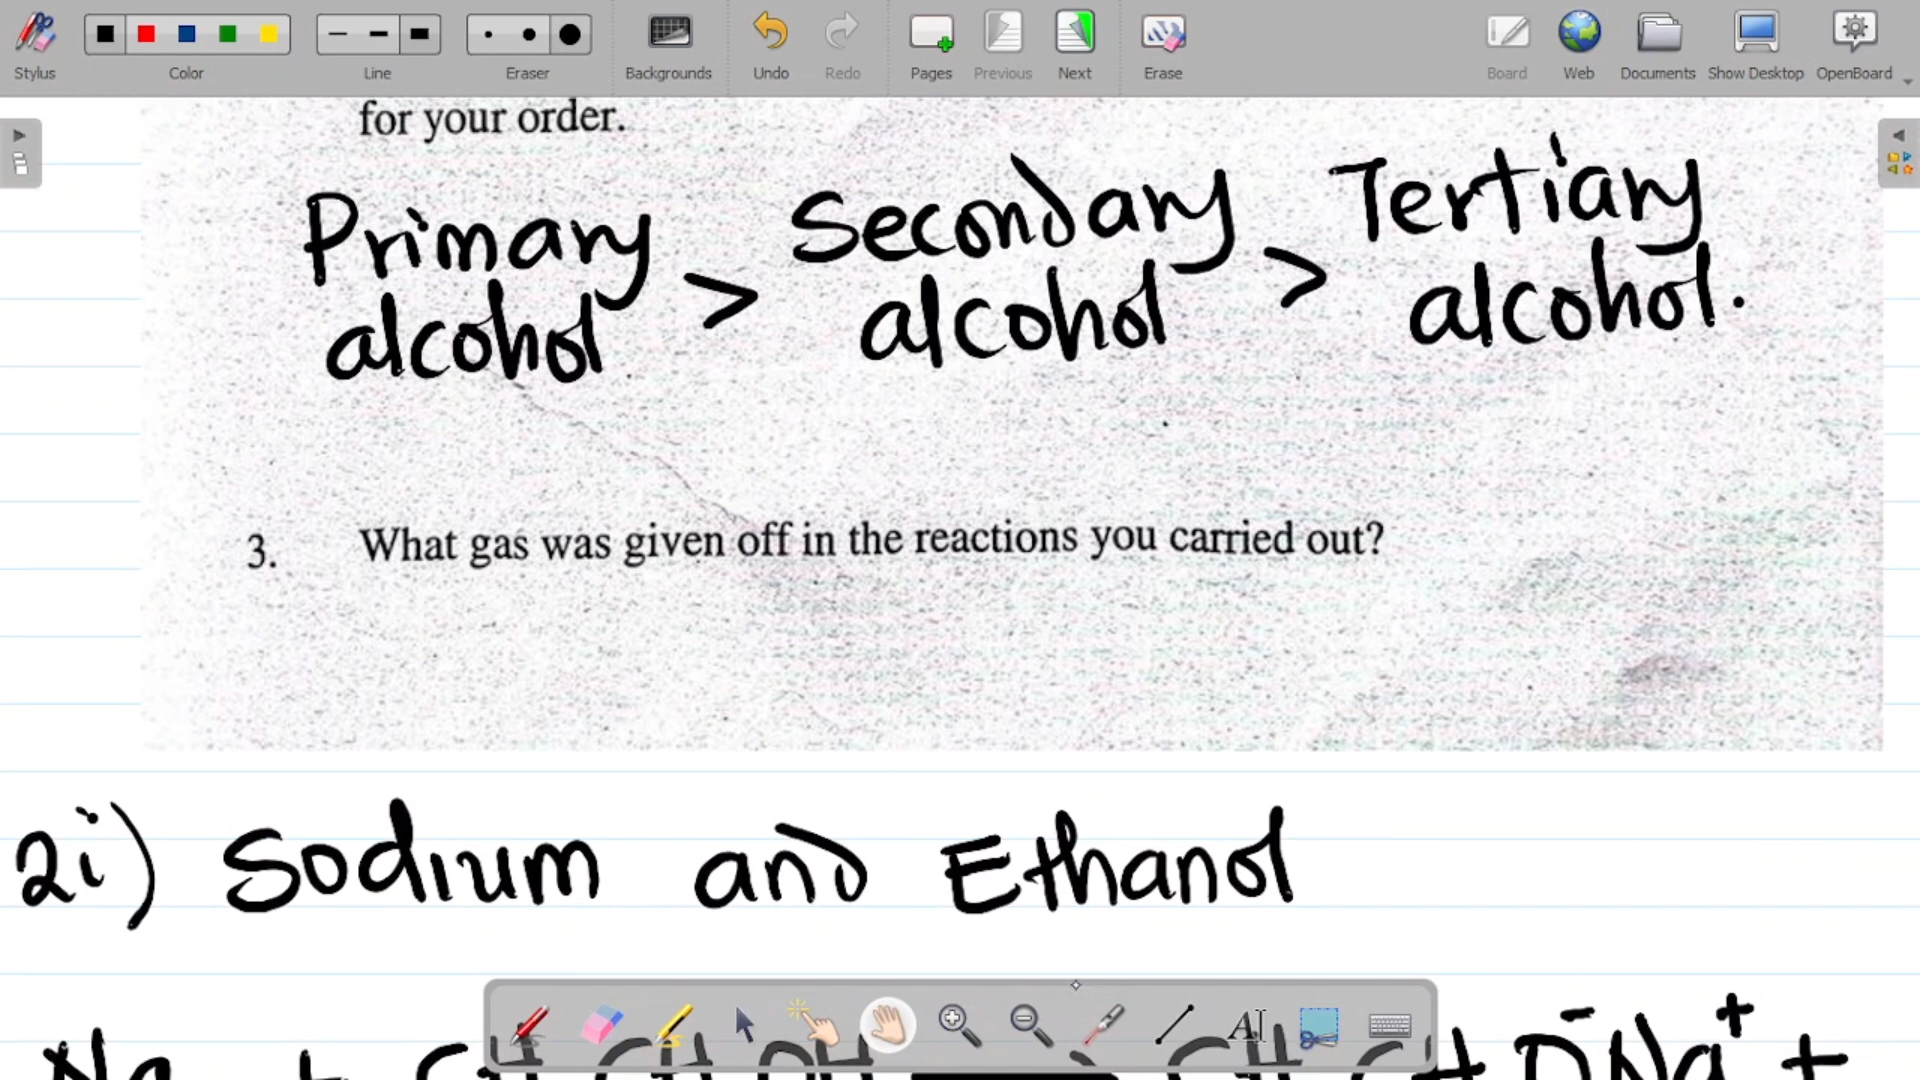 Stylus Color Line Eraser Backgrounds Undo Redo Pages Previous Next Erase Board Web Documents Show Desktop OpenBoard
for your order.
Primary Secondary Tertiary
alcohol > alcohol > alcohol.
3. What gas was given off in the reactions you carried out?
2i) Sodium and Ethanol